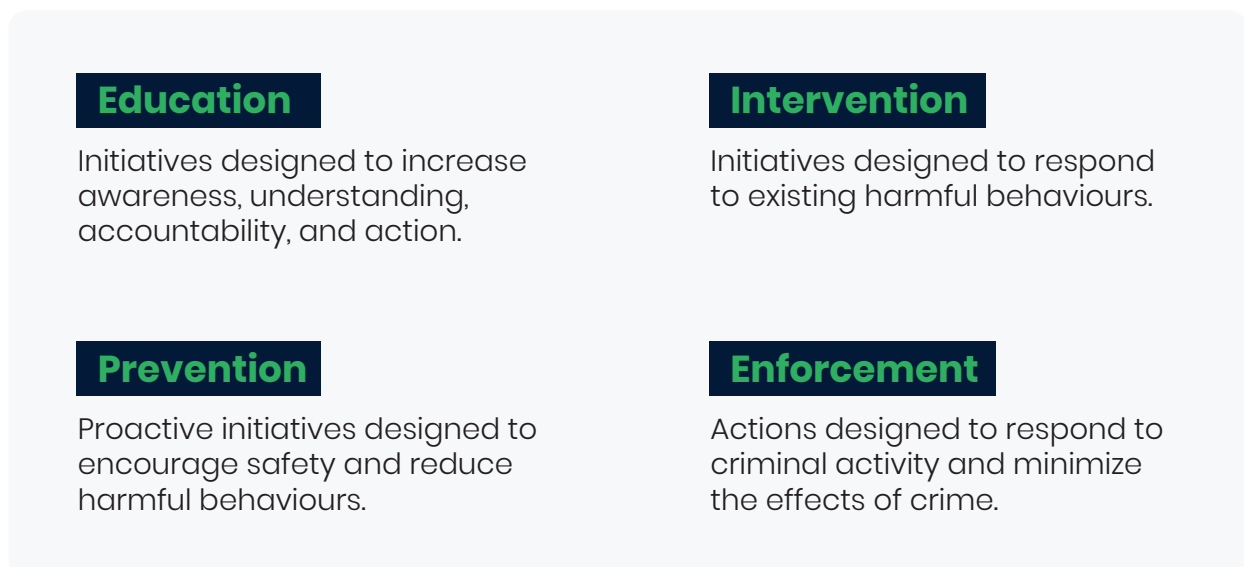 Education
Initiatives designed to increase
awareness, understanding,
accountability, and action.
Intervention
Initiatives designed to respond
to existing harmful behaviours.
Prevention
Proactive initiatives designed to
encourage safety and reduce
harmful behaviours.
Enforcement
Actions designed to respond to
criminal activity and minimize
the effects of crime.